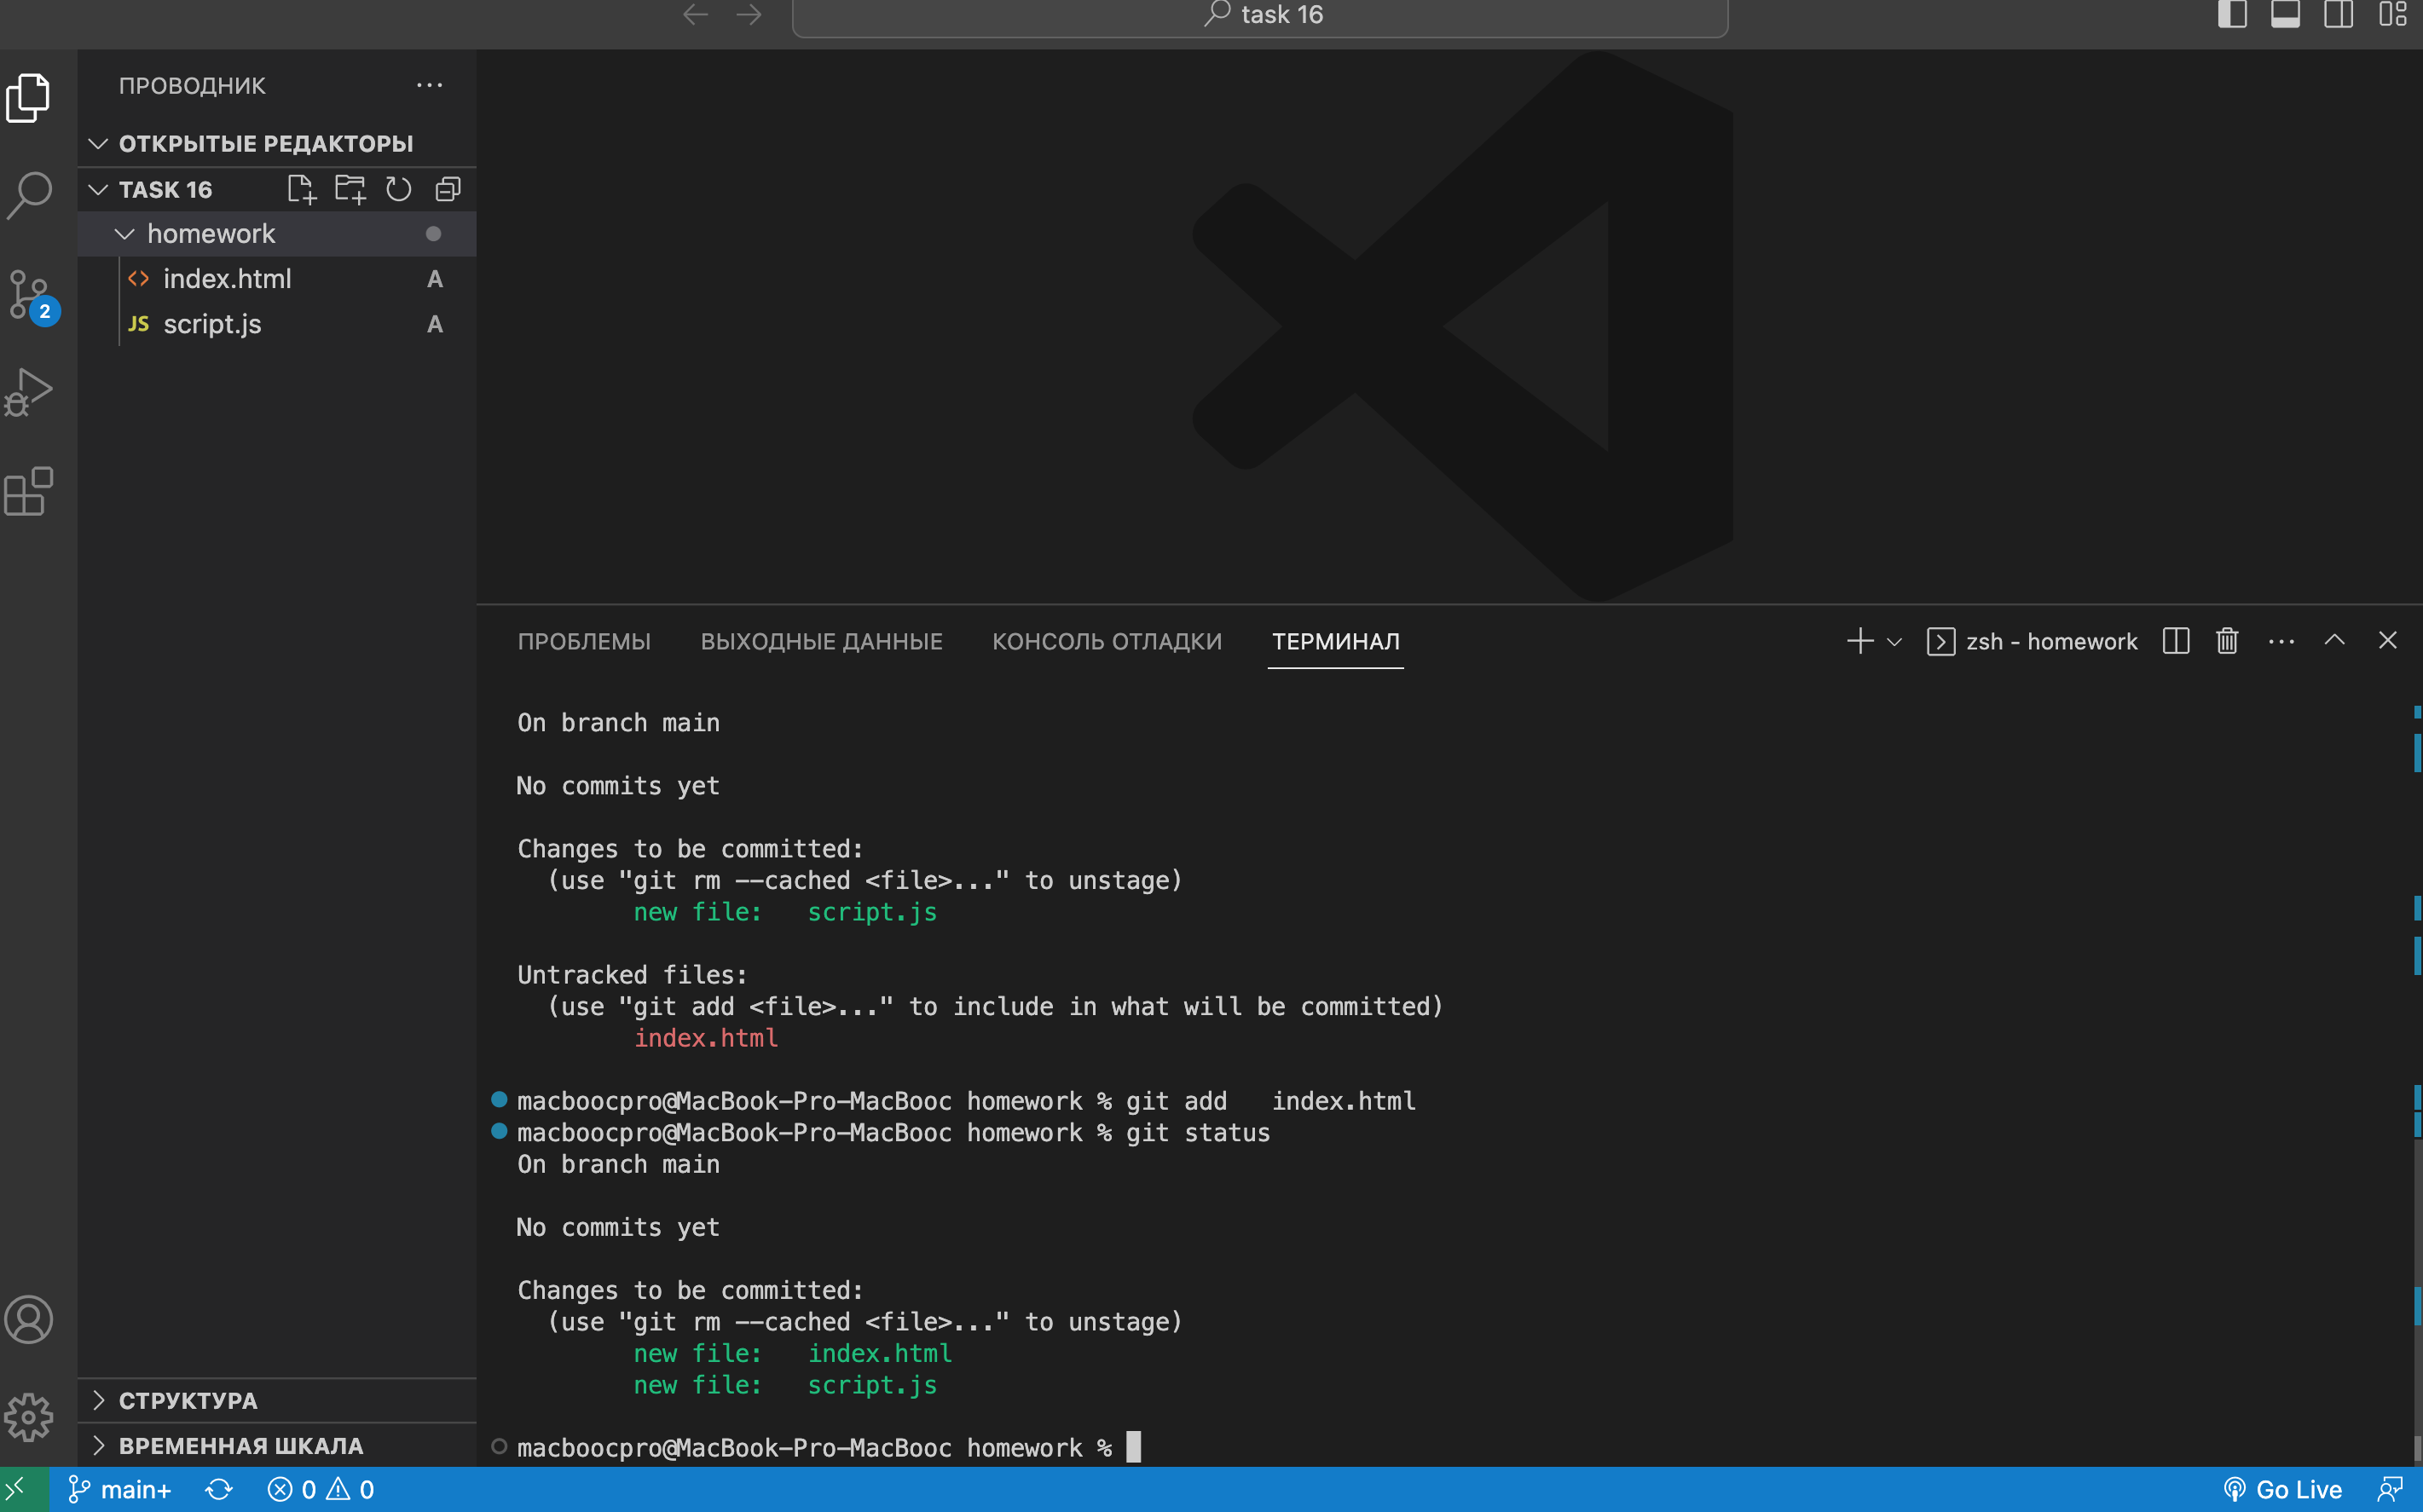 task 16
ПРОВОДНИК
ОТКРЫТЫЕ РЕДАКТОРЫ
TASK 16
homework
index.html A
JS script.js A
2
СТРУКТУРА
ВРЕМЕННАЯ ШКАЛА
ПРОБЛЕМЫ ВЫХОДНЫЕ ДАННЫЕ КОНСОЛЬ ОТЛАДКИ ТЕРМИНАЛ zsh - homework
On branch main
No commits yet
Changes to be committed:
(use "git rm --cached <file>..." to unstage)
new file:   script.js
Untracked files:
(use "git add <file>..." to include in what will be committed)
index.html
macboocpro@MacBook-Pro-MacBooc homework % git add   index.html
macboocpro@MacBook-Pro-MacBooc homework % git status
On branch main
No commits yet
Changes to be committed:
(use "git rm --cached <file>..." to unstage)
new file:   index.html
new file:   script.js
macboocpro@MacBook-Pro-MacBooc homework %
main+ 0 0 Go Live